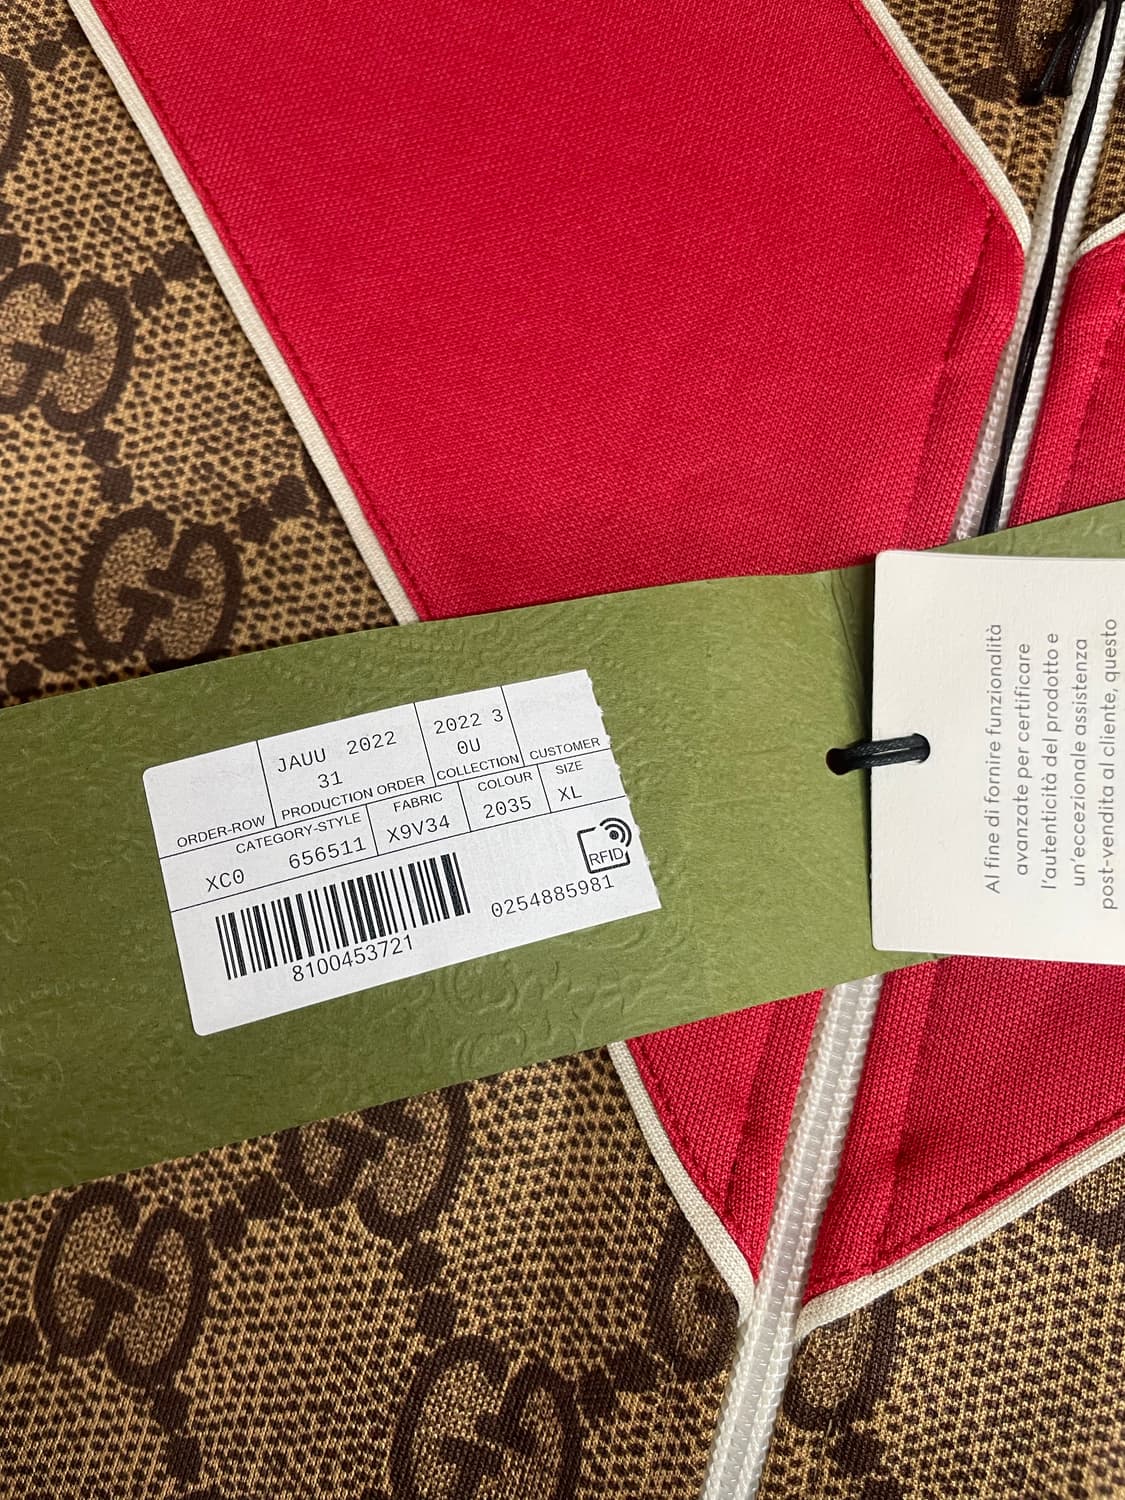 JAUU 2022
31
2022 3
0U
ORDER-ROW
PRODUCTION ORDER
COLLECTION
CUSTOMER
CATEGORY-STYLE
FABRIC
COLOUR
SIZE
XC0 656511
X9V34
2035
XL
RFID
8100453721
0254885981
Al fine di fornire funzionalità
avanzate per certificare
l'autenticità del prodotto e
un'eccezionale assistenza
post-vendita al cliente, questo